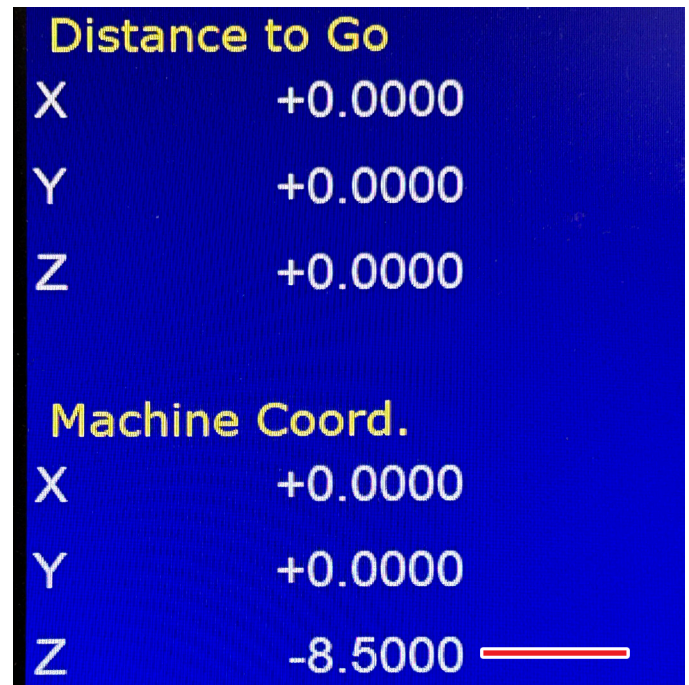 Distance to Go
X +0.0000
Y +0.0000
Z +0.0000
Machine Coord.
X +0.0000
Y +0.0000
Z -8.5000